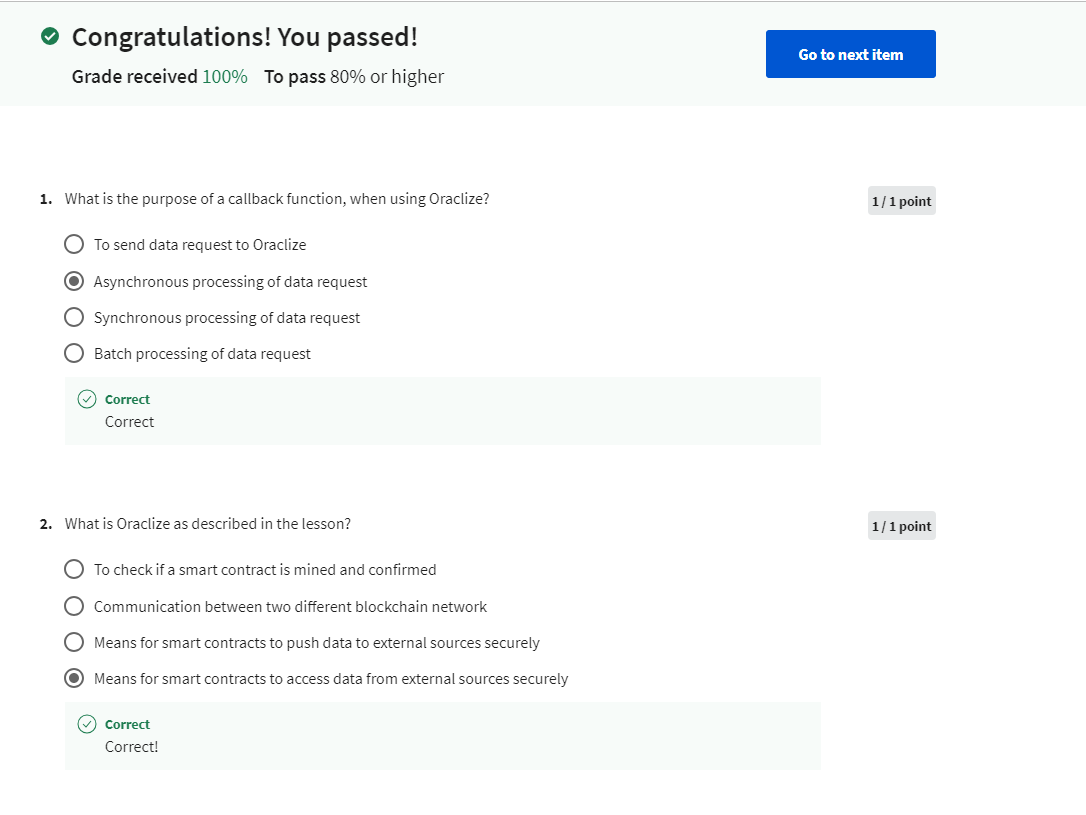 Congratulations! You passed!
Grade received 100% To pass 80% or higher
Go to next item
1. What is the purpose of a callback function, when using Oraclize?
1 / 1 point
To send data request to Oraclize
Asynchronous processing of data request
Synchronous processing of data request
Batch processing of data request
Correct
Correct
2. What is Oraclize as described in the lesson?
1 / 1 point
To check if a smart contract is mined and confirmed
Communication between two different blockchain network
Means for smart contracts to push data to external sources securely
Means for smart contracts to access data from external sources securely
Correct
Correct!